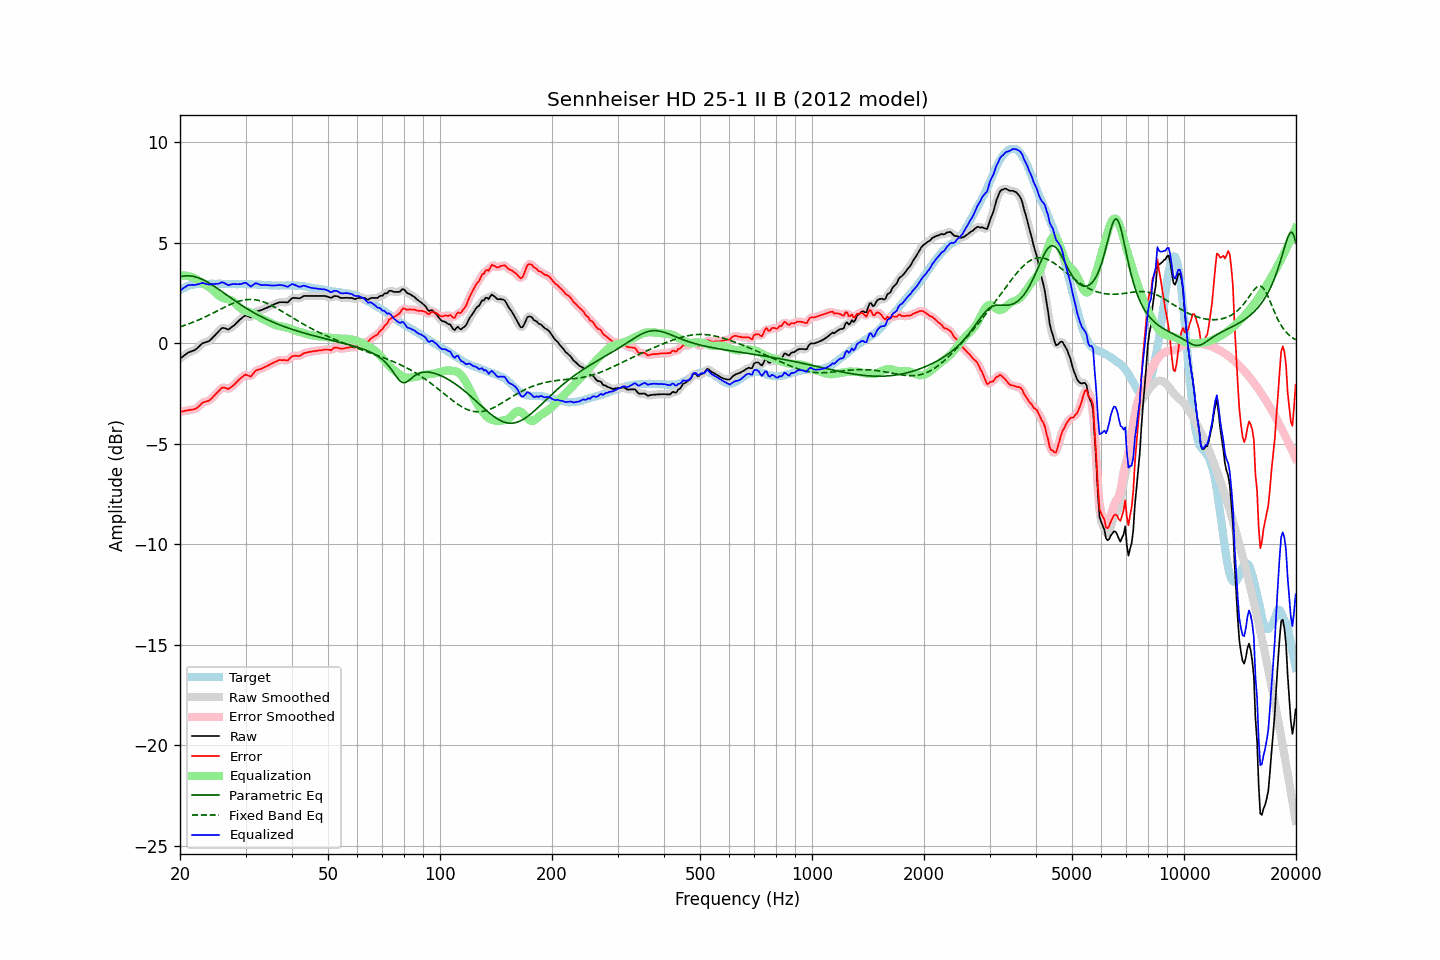 Sennheiser HD 25-1 II B (2012 model)
10
5
0
−5
−10
−15
−20
−25
Amplitude (dBr)
Target
Raw Smoothed
Error Smoothed
Raw
Error
Equalization
Parametric Eq
Fixed Band Eq
Equalized
20 50 100 200 500 1000 2000 5000 10000 20000
Frequency (Hz)